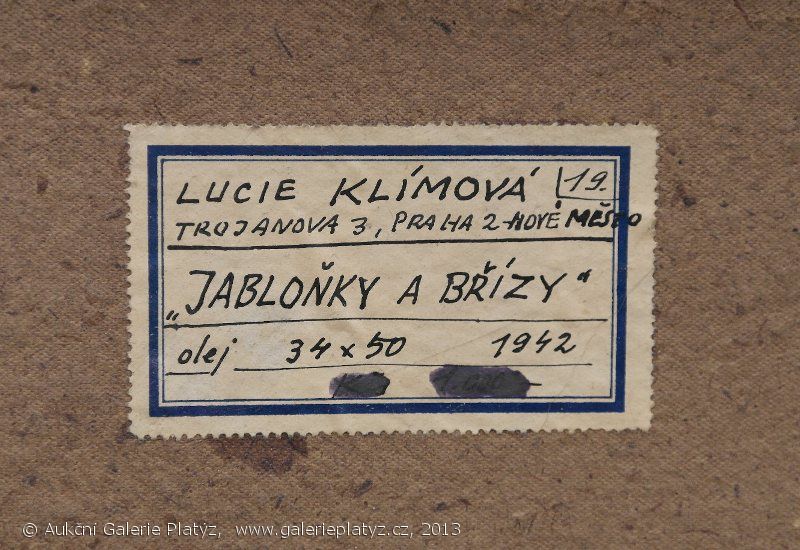 LUCIE KLÍMOVÁ 19.
TROJANOVA 3, PRAHA 2-NOVÉ MĚSTO
„JABLOŇKY A BŘÍZY“
olej 34 x 50 1942
© Aukční Galerie Platýz, www.galerieplatyz.cz, 2013